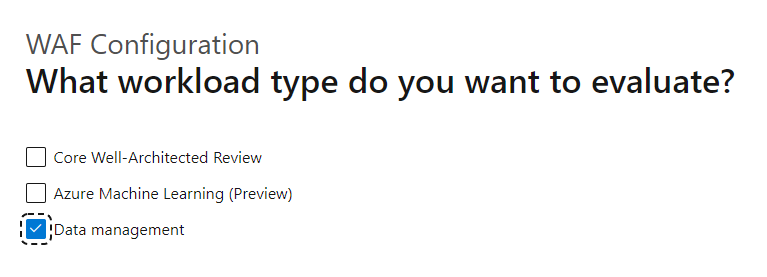 WAF Configuration
What workload type do you want to evaluate?
Core Well-Architected Review
Azure Machine Learning (Preview)
Data management